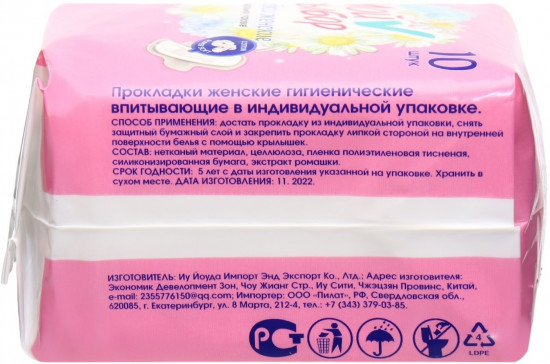 10
шт/уп
Прокладки женские гигиенические
впитывающие в индивидуальной упаковке.
СПОСОБ ПРИМЕНЕНИЯ: достать прокладку из индивидуальной упаковки, снять
защитный бумажный слой и закрепить прокладку липкой стороной на внутренней
поверхности белья с помощью крылышек.
СОСТАВ: нетканый материал, целлюлоза, пленка полиэтиленовая тисненая,
силиконизированная бумага, экстракт ромашки.
СРОК ГОДНОСТИ: 5 лет с даты изготовления указанной на упаковке. Хранить в
сухом месте. ДАТА ИЗГОТОВЛЕНИЯ: 11. 2022.
ИЗГОТОВИТЕЛЬ: Иу Йоуда Импорт Энд Экспорт Ко., Лтд.; Адрес изготовителя:
Экономик Девелопмент Зон, Чоу Жианг Стр., Иу Сити, Чжэцзян Провинс, Китай,
e-mail: 2355776150@qq.com; Импортер: ООО «Пилат», РФ, Свердловская обл.,
620085, г. Екатеринбург, ул. 8 Марта, 212-4, тел.: +7 (343) 379-03-85.
РСТ
4
LDPE